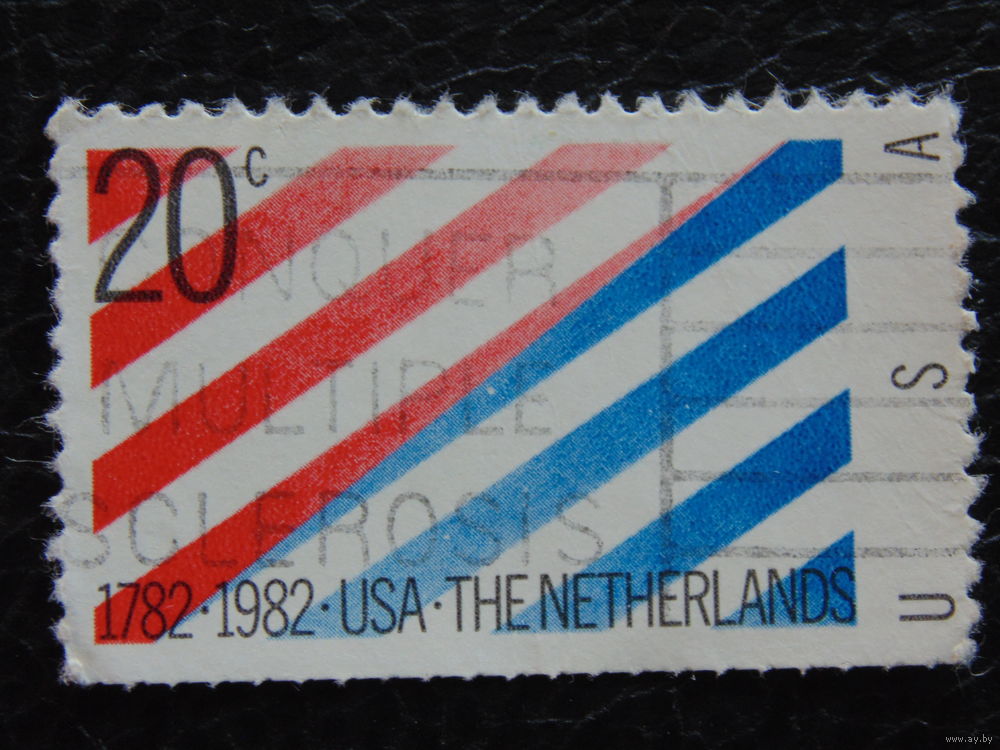 20c
USA
CONQUER
MULTIPLE
SCLEROSIS
1782·1982·USA·THE NETHERLANDS
www.ay.by